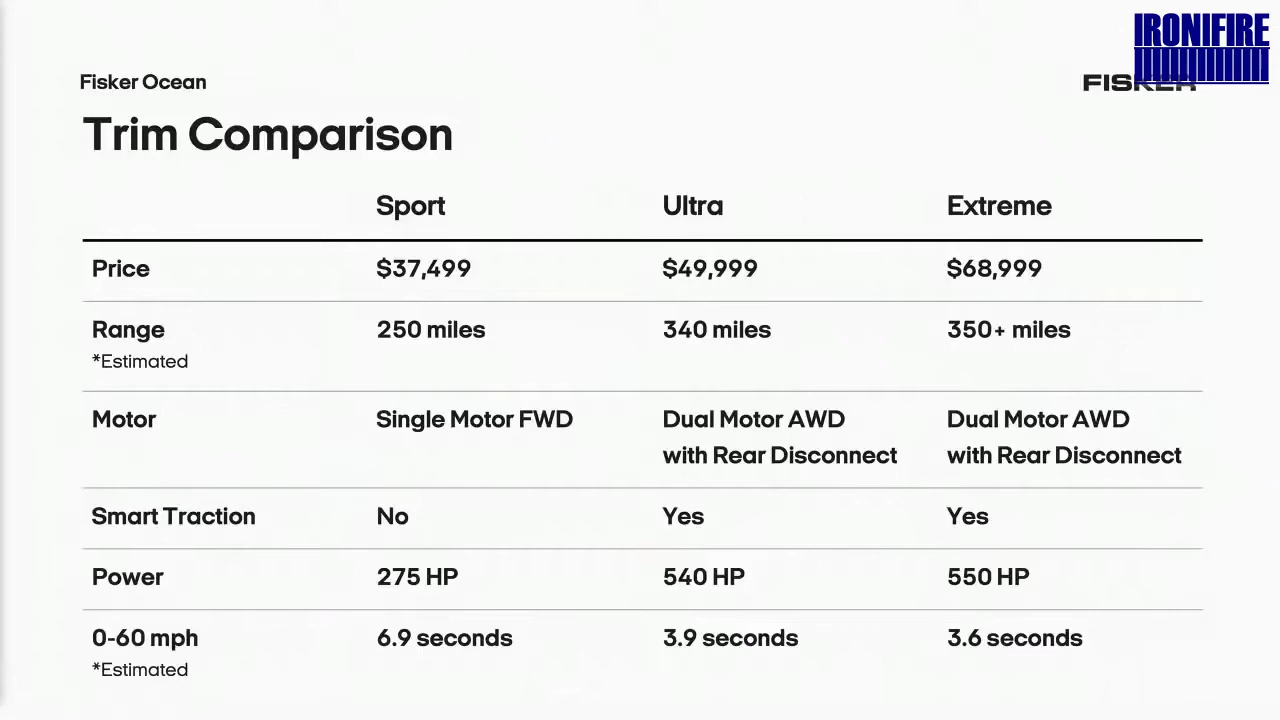 IRONIFIRE
Fisker Ocean
FISKER
Trim Comparison
Sport Ultra Extreme
Price $37,499 $49,999 $68,999
Range 250 miles 340 miles 350+ miles
*Estimated
Motor Single Motor FWD Dual Motor AWD Dual Motor AWD
with Rear Disconnect with Rear Disconnect
Smart Traction No Yes Yes
Power 275 HP 540 HP 550 HP
0-60 mph 6.9 seconds 3.9 seconds 3.6 seconds
*Estimated